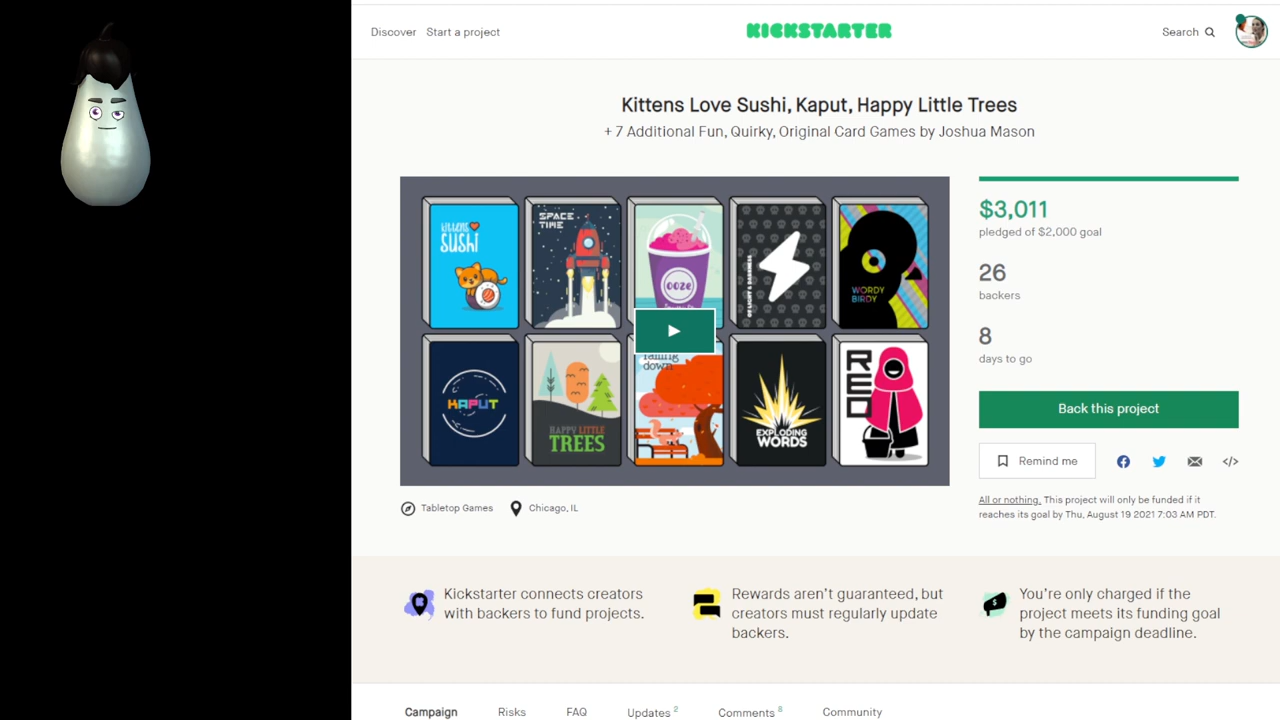 Discover Start a project
KICKSTARTER
Search
Kittens Love Sushi, Kaput, Happy Little Trees
+ 7 Additional Fun, Quirky, Original Card Games by Joshua Mason
kittens
SUSHI
SPACE
TIME
OOZE
OF LIGHT & DARKNESS
WORDY
BIRDY
KAPUT
HAPPY LITTLE
TREES
falling
down
EXPLODING
WORDS
RED
$3,011
pledged of $2,000 goal
26
backers
8
days to go
Back this project
Remind me
</>
All or nothing. This project will only be funded if it
reaches its goal by Thu, August 19 2021 7:03 AM PDT.
Tabletop Games
Chicago, IL
Kickstarter connects creators
with backers to fund projects.
Rewards aren't guaranteed, but
creators must regularly update
backers.
You're only charged if the
project meets its funding goal
by the campaign deadline.
Campaign Risks FAQ Updates 2 Comments 8 Community